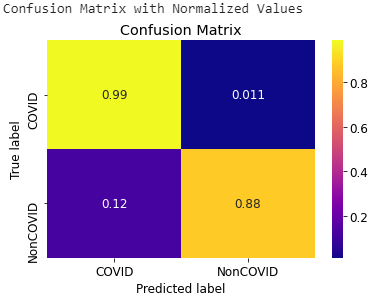 Confusion Matrix with Normalized Values
Confusion Matrix
COVID
0.99
0.011
0.8
0.6
0.4
0.2
True label
NonCOVID
0.12
0.88
COVID
NonCOVID
Predicted label